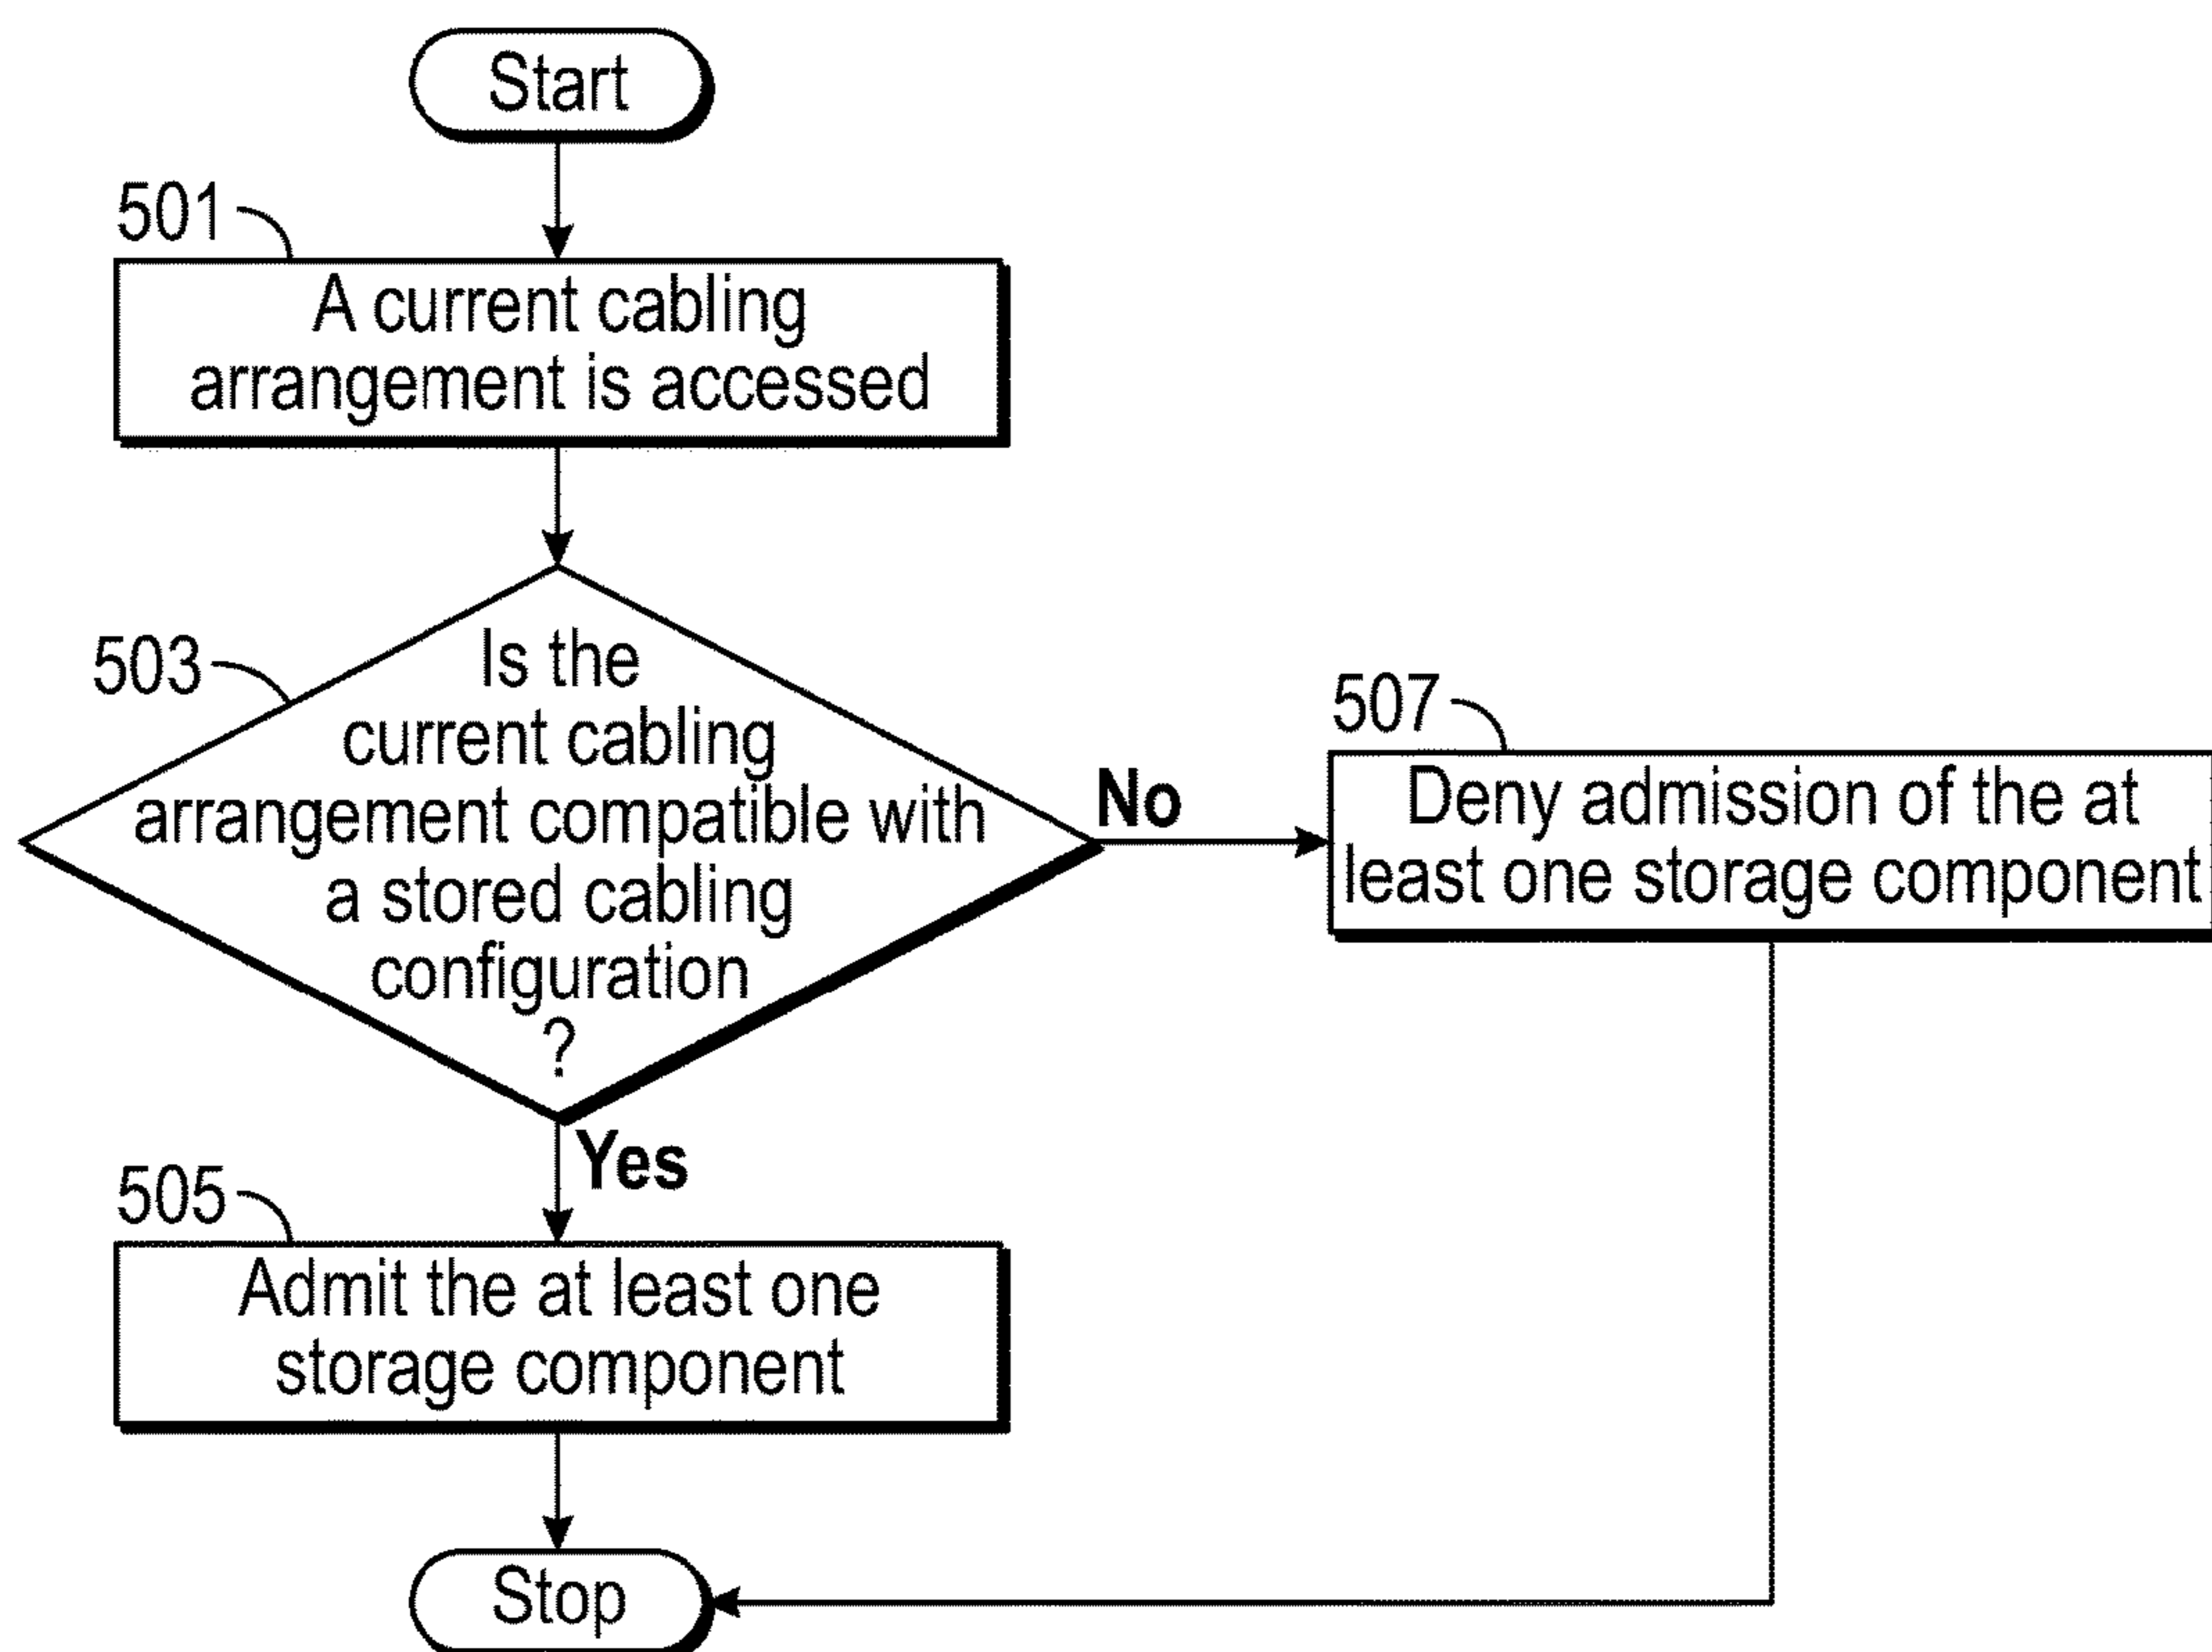 Start
501
A current cabling
arrangement is accessed
503
Is the
current cabling
arrangement compatible with
a stored cabling
configuration
?
No
507
Deny admission of the at
least one storage component
Yes
505
Admit the at least one
storage component
Stop